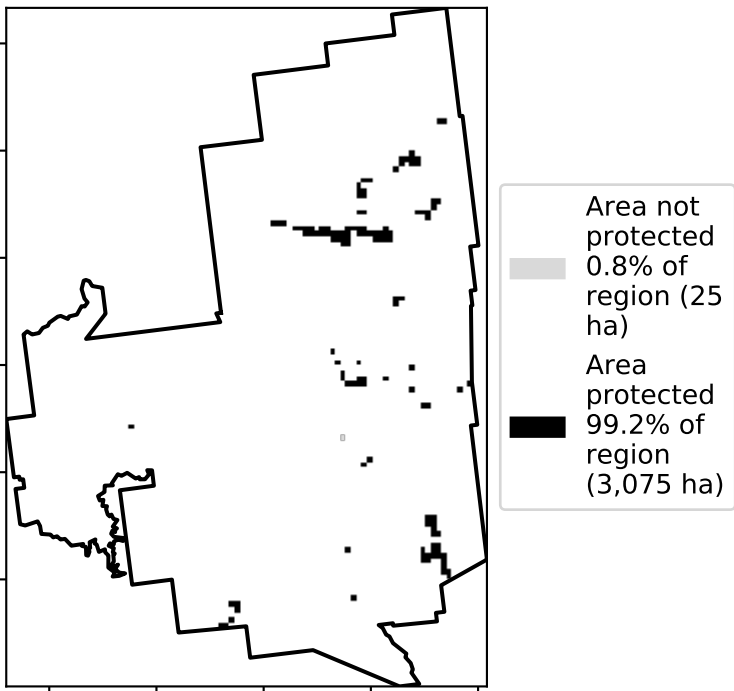 Area not
protected
0.8% of
region (25
ha)
Area
protected
99.2% of
region
(3,075 ha)